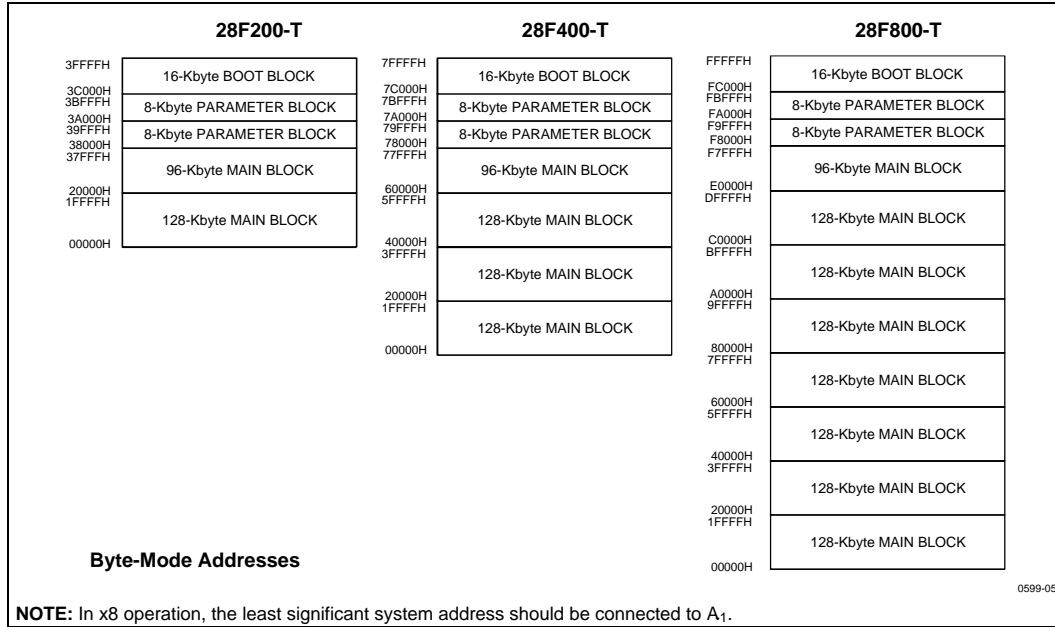 28F200-T
3FFFFH
16-Kbyte BOOT BLOCK
3C000H
3BFFFH
8-Kbyte PARAMETER BLOCK
3A000H
39FFFH
8-Kbyte PARAMETER BLOCK
38000H
37FFFH
96-Kbyte MAIN BLOCK
20000H
1FFFFH
128-Kbyte MAIN BLOCK
00000H
28F400-T
7FFFFH
16-Kbyte BOOT BLOCK
7C000H
7BFFFH
8-Kbyte PARAMETER BLOCK
7A000H
79FFFH
8-Kbyte PARAMETER BLOCK
78000H
77FFFH
96-Kbyte MAIN BLOCK
60000H
5FFFFH
128-Kbyte MAIN BLOCK
40000H
3FFFFH
128-Kbyte MAIN BLOCK
20000H
1FFFFH
128-Kbyte MAIN BLOCK
00000H
28F800-T
FFFFFH
16-Kbyte BOOT BLOCK
FC000H
FBFFFH
8-Kbyte PARAMETER BLOCK
FA000H
F9FFFH
8-Kbyte PARAMETER BLOCK
F8000H
F7FFFH
96-Kbyte MAIN BLOCK
E0000H
DFFFFH
128-Kbyte MAIN BLOCK
C0000H
BFFFFH
128-Kbyte MAIN BLOCK
A0000H
9FFFFH
128-Kbyte MAIN BLOCK
80000H
7FFFFH
128-Kbyte MAIN BLOCK
60000H
5FFFFH
128-Kbyte MAIN BLOCK
40000H
3FFFFH
128-Kbyte MAIN BLOCK
20000H
1FFFFH
128-Kbyte MAIN BLOCK
00000H
Byte-Mode Addresses
0599-05
NOTE: In x8 operation, the least significant system address should be connected to A₁.